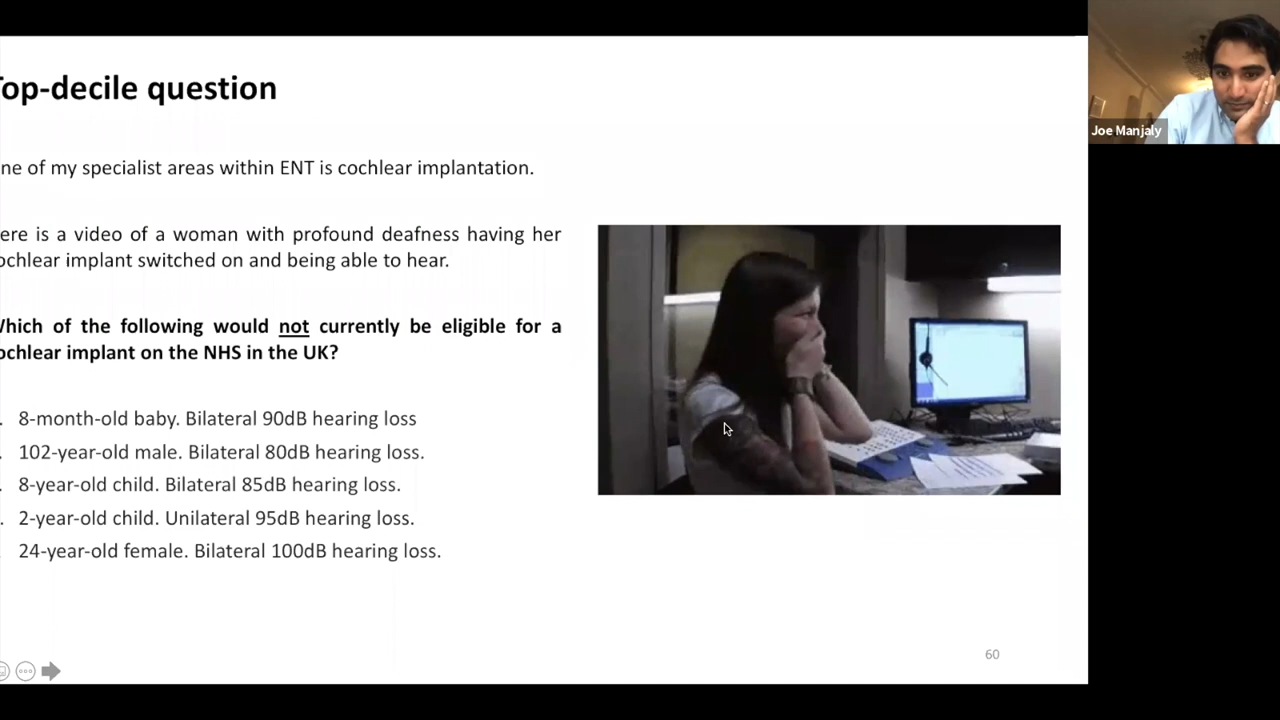 Top-decile question
Joe Manjaly
ne of my specialist areas within ENT is cochlear implantation.
ere is a video of a woman with profound deafness having her
ochlear implant switched on and being able to hear.
Which of the following would not currently be eligible for a
ochlear implant on the NHS in the UK?
. 8-month-old baby. Bilateral 90dB hearing loss
. 102-year-old male. Bilateral 80dB hearing loss.
. 8-year-old child. Bilateral 85dB hearing loss.
. 2-year-old child. Unilateral 95dB hearing loss.
24-year-old female. Bilateral 100dB hearing loss.
60